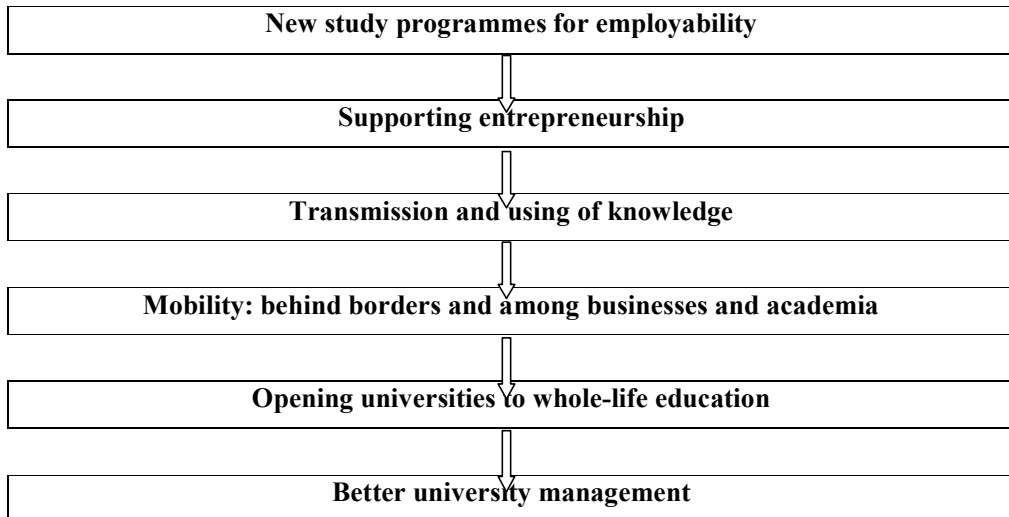 New study programmes for employability
Supporting entrepreneurship
Transmission and using of knowledge
Mobility: behind borders and among businesses and academia
Opening universities to whole-life education
Better university management